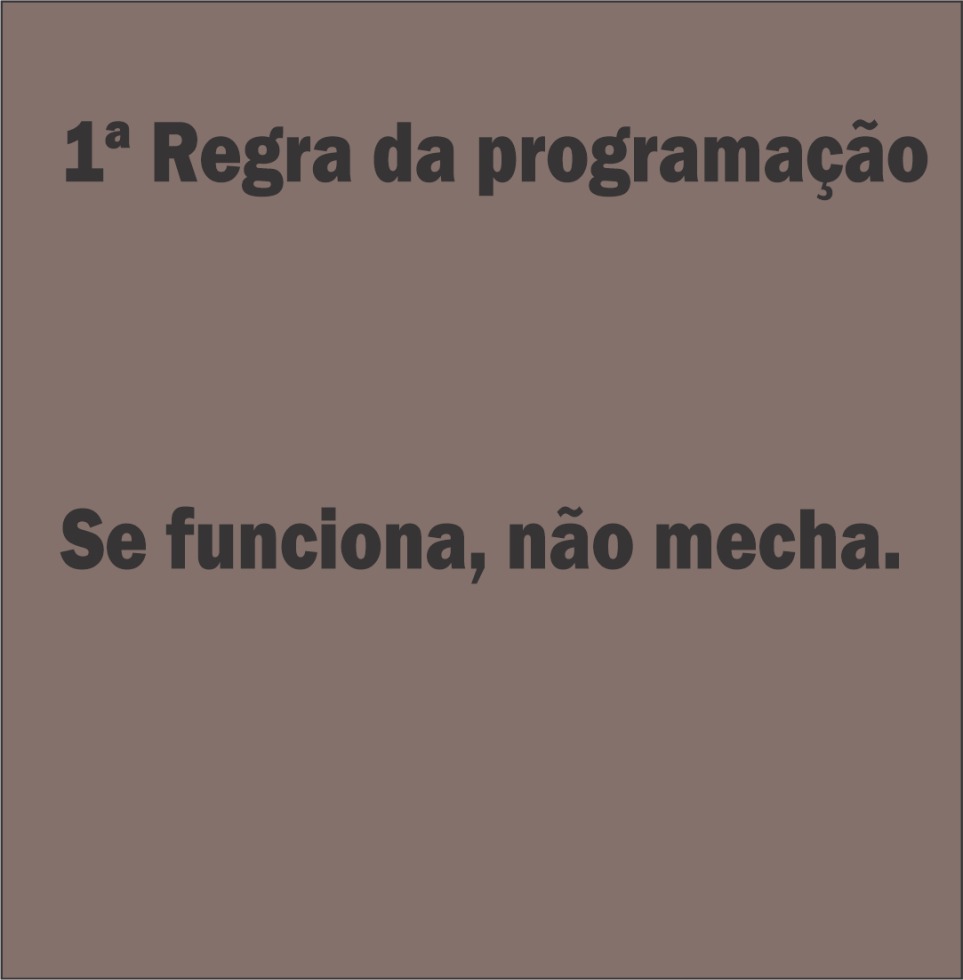 1ª Regra da programação
Se funciona, não mecha.